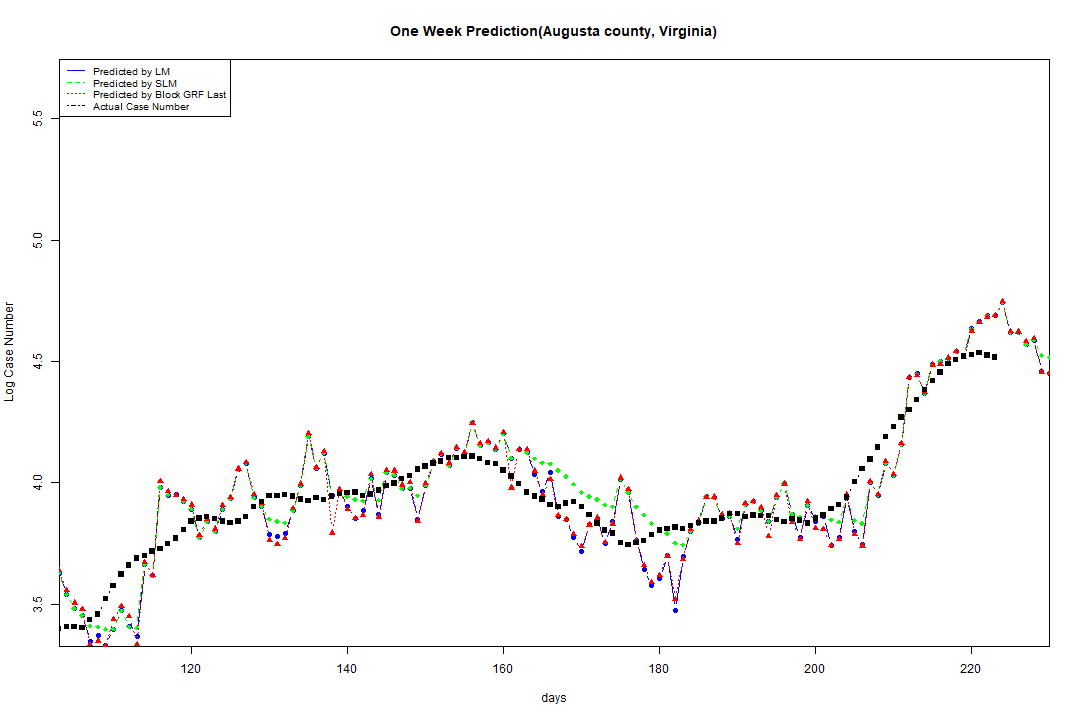 One Week Prediction(Augusta county, Virginia)
Predicted by LM
Predicted by SLM
Predicted by Block GRF Last
Actual Case Number
5.5
5.0
4.5
4.0
3.5
Log Case Number
120 140 160 180 200 220
days